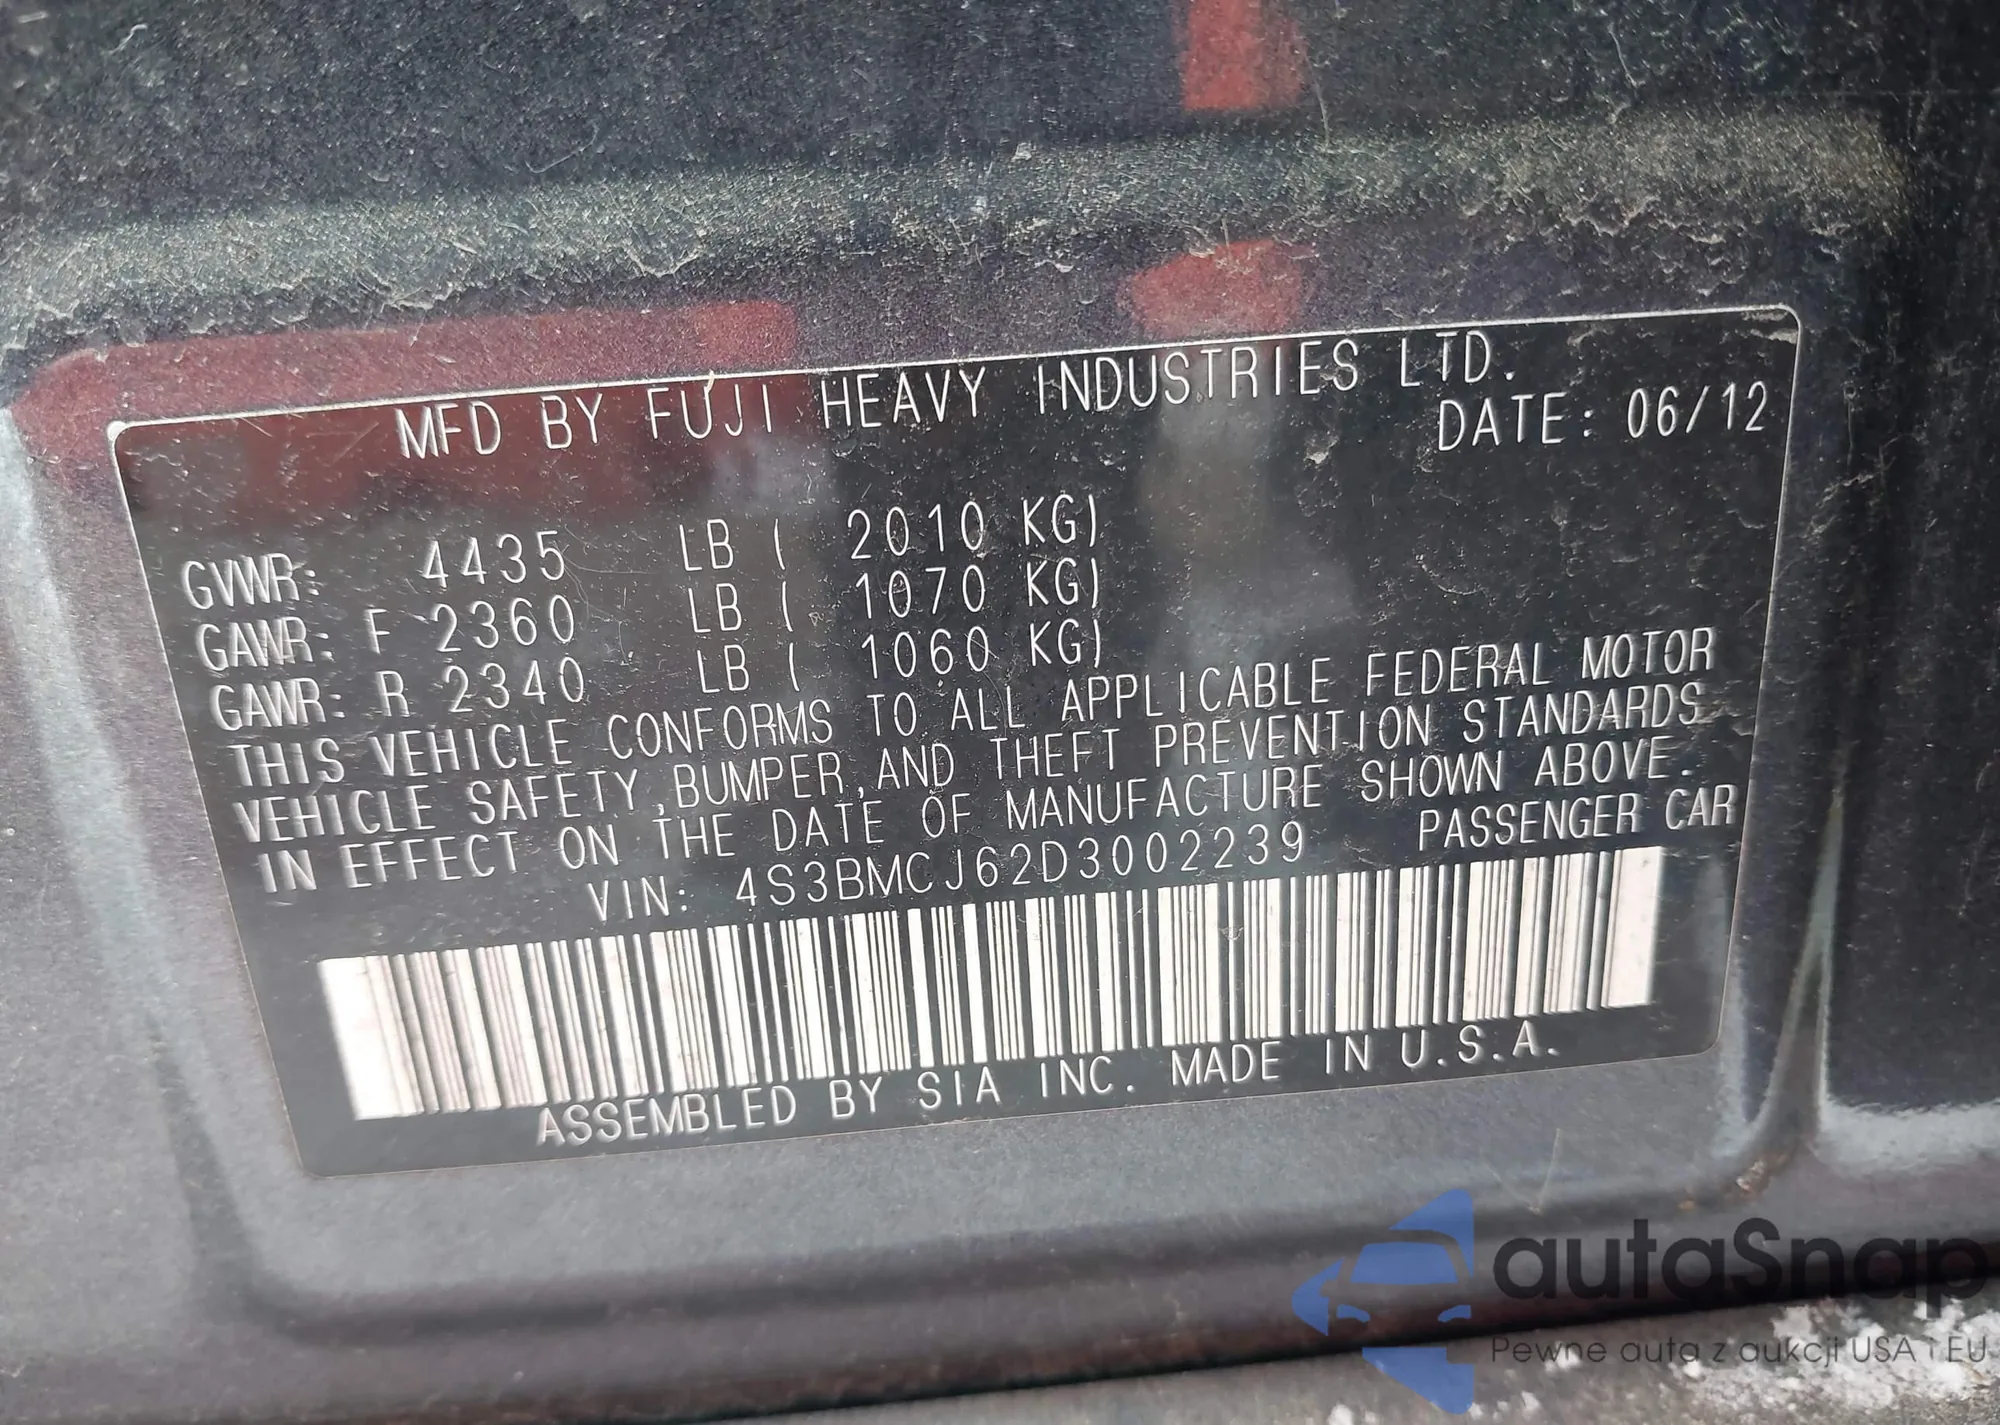 MFD BY FUJI HEAVY INDUSTRIES LTD.
DATE: 06/12
GVWR: 4435 LB ( 2010 KG)
GAWR: F 2360 LB ( 1070 KG)
GAWR: R 2340 LB ( 1060 KG)
THIS VEHICLE CONFORMS TO ALL APPLICABLE FEDERAL MOTOR
VEHICLE SAFETY,BUMPER,AND THEFT PREVENTION STANDARDS
IN EFFECT ON THE DATE OF MANUFACTURE SHOWN ABOVE.
VIN: 4S3BMCJ62D3002239 PASSENGER CAR
ASSEMBLED BY SIA INC. MADE IN U.S.A.
autaSnap
Pewne auta z aukcji USA i EU